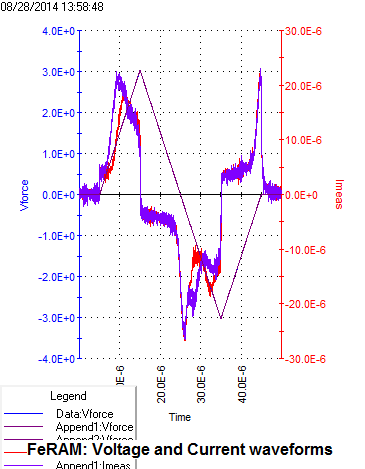 08/28/2014 13:58:48
4.0E+0
30.0E-6
3.0E+0
20.0E-6
2.0E+0
1.0E+0
10.0E-6
Vforce
0.0E+0
0.0E+0
Imeas
-1.0E+0
-10.0E-6
-2.0E+0
-20.0E-6
-3.0E+0
-4.0E+0
-30.0E-6
20.0E-6
30.0E-6
40.0E-6
Time
Legend
Data:Vforce
Append1:Vforce
FeRAM: Voltage and Current waveforms
Append1:Imeas